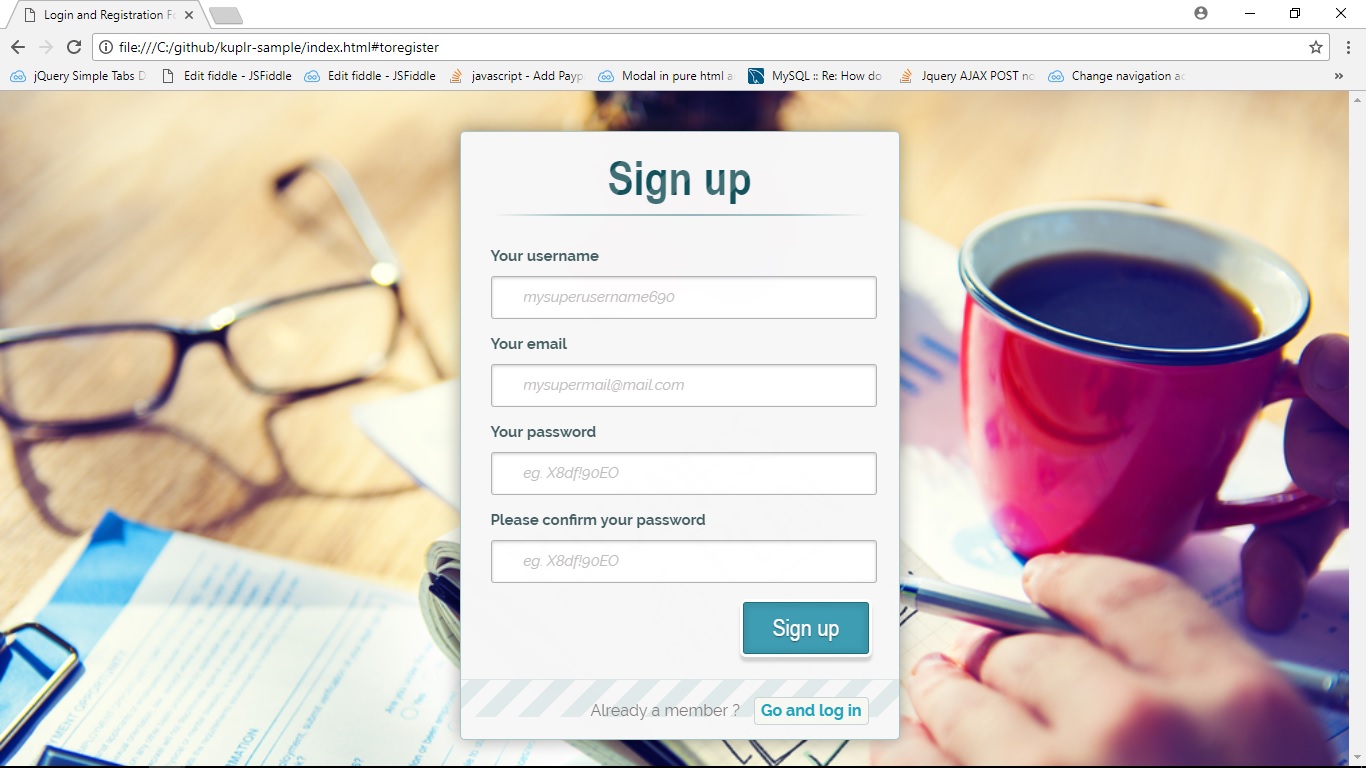 Login and Registration Fo
file:///C:/github/kuplr-sample/index.html#toregister
jQuery Simple Tabs D
Edit fiddle - JSFiddle
Edit fiddle - JSFiddle
javascript - Add Payp
Modal in pure html a
MySQL :: Re: How do
Jquery AJAX POST no
Change navigation ac
»
Sign up
Your username
mysuperusername690
Your email
mysupermail@mail.com
Your password
eg. X8df!90EO
Please confirm your password
eg. X8df!90EO
Sign up
Already a member ?
Go and log in